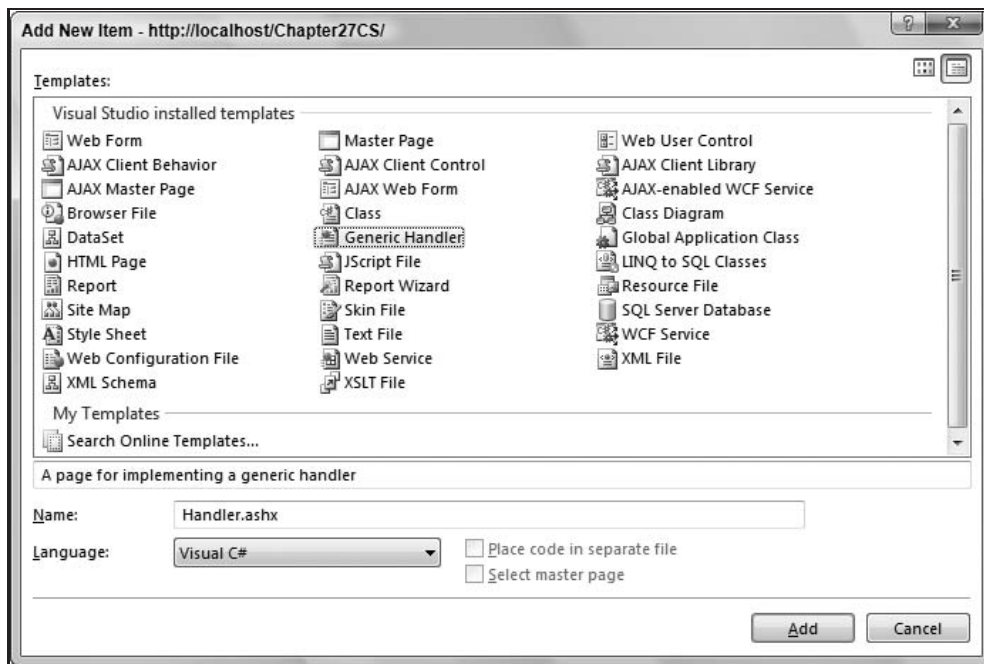 Add New Item - http://localhost/Chapter27CS/
Templates:
Visual Studio installed templates
Web Form Master Page Web User Control
AJAX Client Behavior AJAX Client Control AJAX Client Library
AJAX Master Page AJAX Web Form AJAX-enabled WCF Service
Browser File Class Class Diagram
DataSet Generic Handler Global Application Class
HTML Page JScript File LINQ to SQL Classes
Report Report Wizard Resource File
Site Map Skin File SQL Server Database
Style Sheet Text File WCF Service
Web Configuration File Web Service XML File
XML Schema XSLT File
My Templates
Search Online Templates...
A page for implementing a generic handler
Name: Handler.ashx
Language: Visual C# Place code in separate file
Select master page
Add Cancel